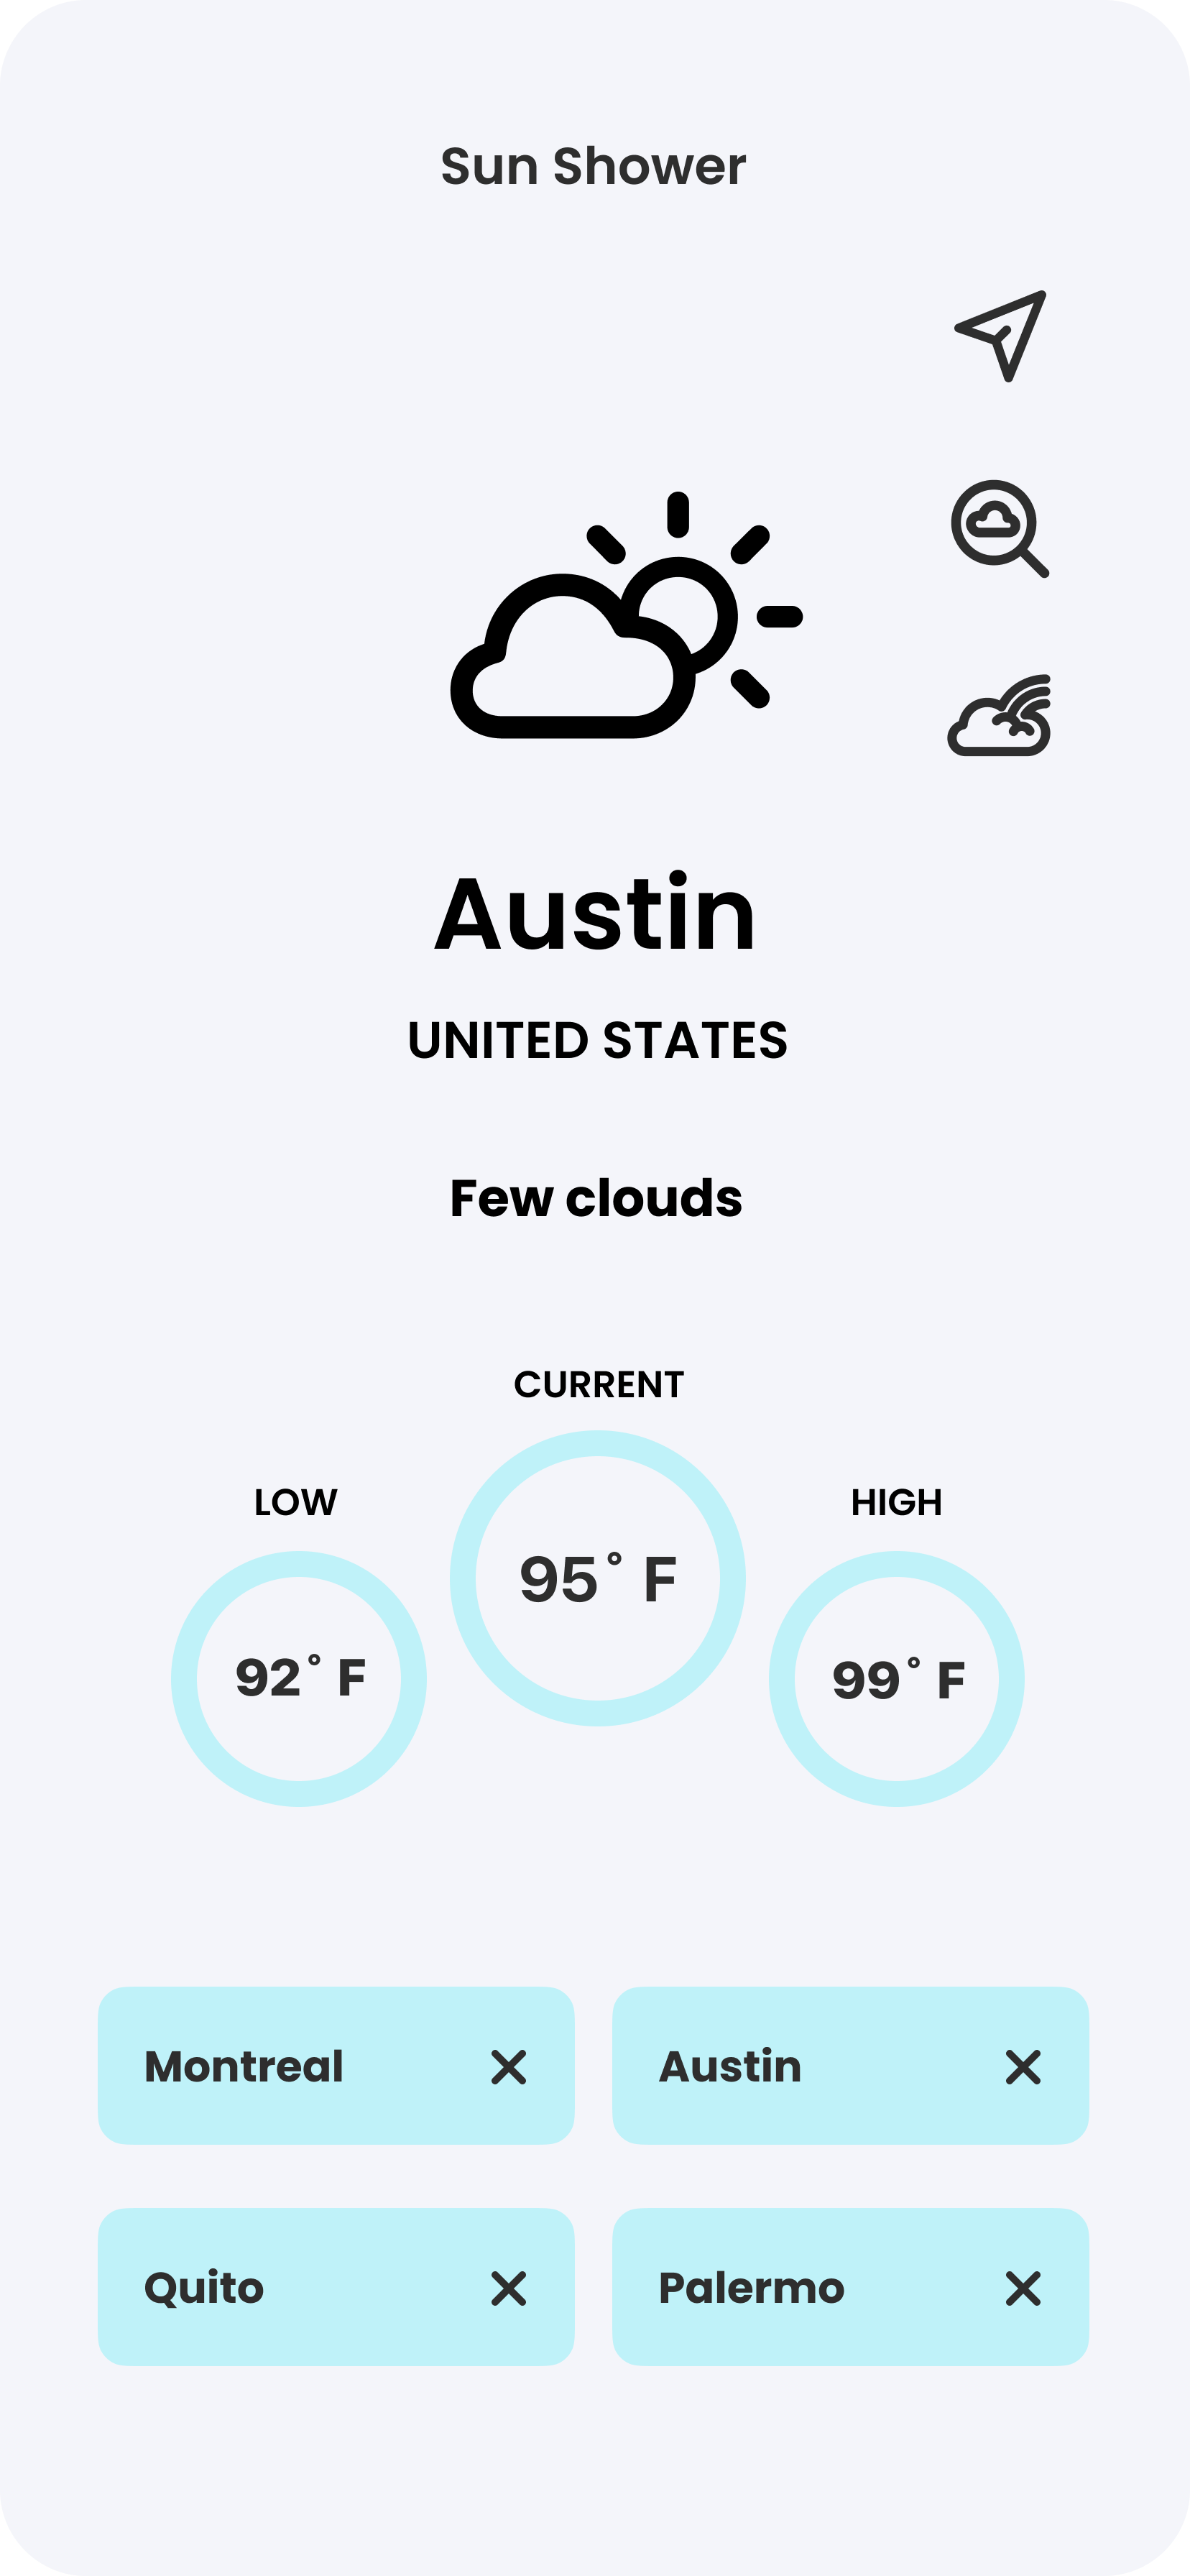 Sun Shower
Austin
UNITED STATES
Few clouds
CURRENT
LOW
HIGH
95° F
92° F
99° F
Montreal
Austin
Quito
Palermo